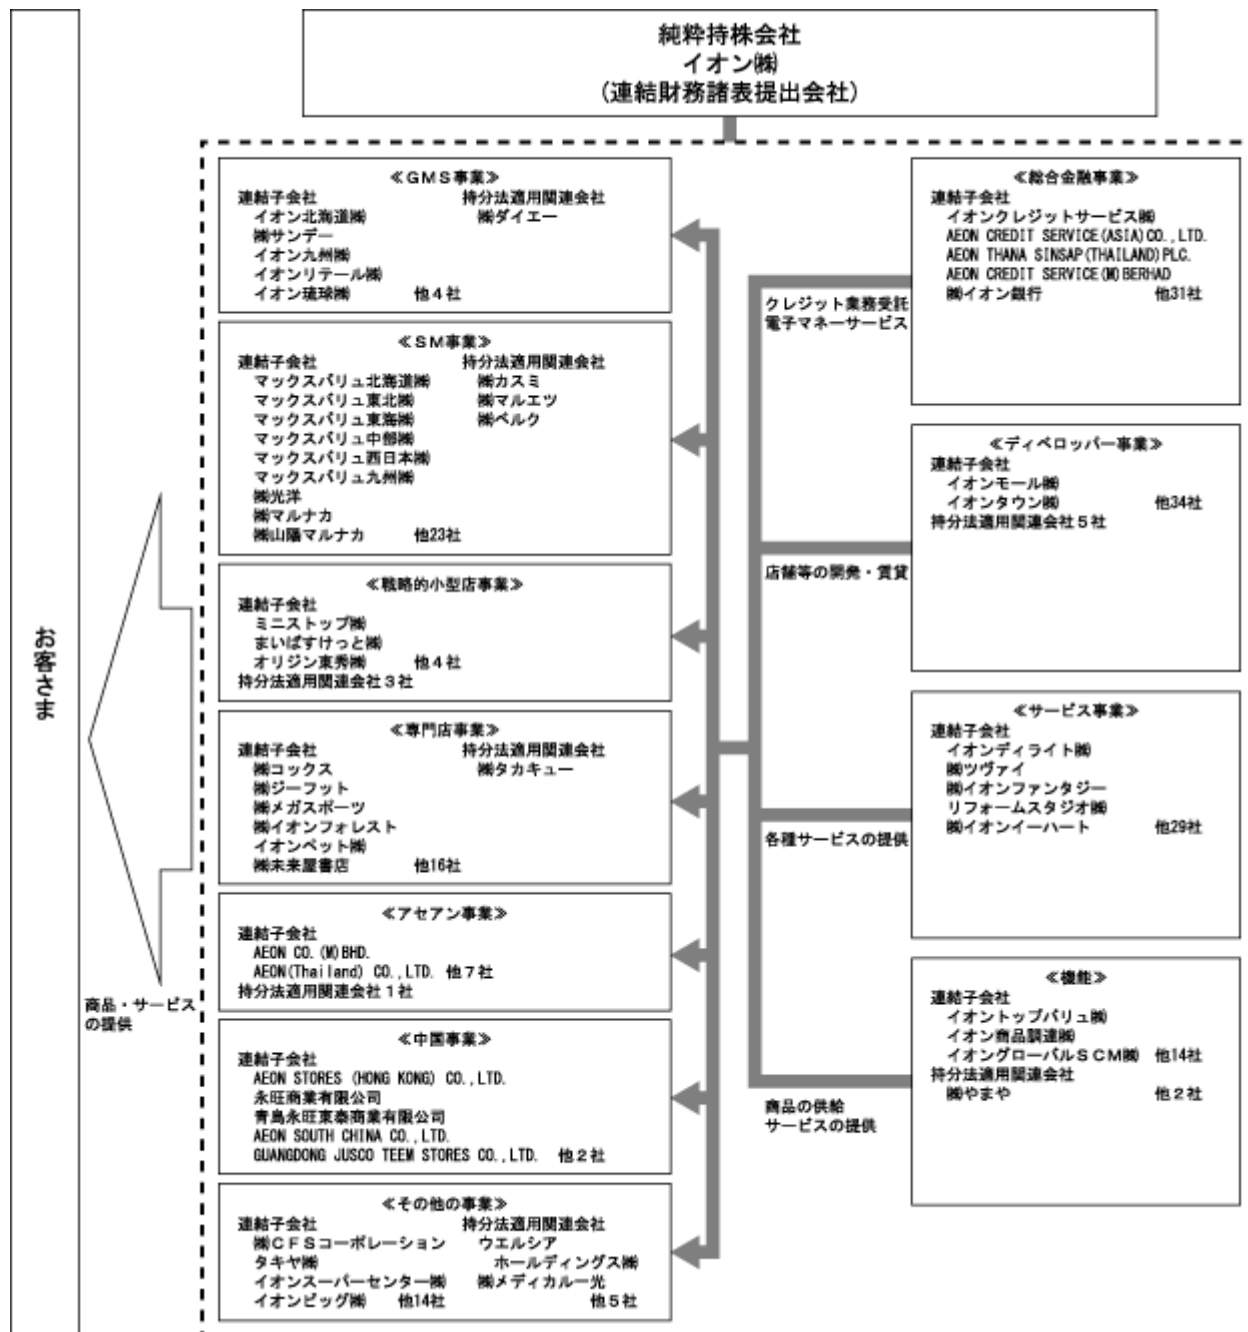 純粋持株会社
イオン㈱
(連結財務諸表提出会社)
お客さま
商品・サービス
の提供
≪GMS事業≫
連結子会社　持分法適用関連会社
イオン北海道㈱　㈱ダイエー
㈱サンデー
イオン九州㈱
イオンリテール㈱
イオン琉球㈱　他4社
≪SM事業≫
連結子会社　持分法適用関連会社
マックスバリュ北海道㈱　㈱カスミ
マックスバリュ東北㈱　㈱マルエツ
マックスバリュ東海㈱　㈱ベルク
マックスバリュ中部㈱
マックスバリュ西日本㈱
マックスバリュ九州㈱
㈱光洋
㈱マルナカ
㈱山陽マルナカ　他23社
≪戦略的小型店事業≫
連結子会社
ミニストップ㈱
まいばすけっと㈱
オリジン東秀㈱　他4社
持分法適用関連会社3社
≪専門店事業≫
連結子会社　持分法適用関連会社
㈱コックス　㈱タカキュー
㈱ジーフット
㈱メガスポーツ
㈱イオンフォレスト
イオンペット㈱
㈱未来屋書店　他16社
≪アセアン事業≫
連結子会社
AEON CO. (M) BHD.
AEON(Thailand) CO.,LTD. 他7社
持分法適用関連会社1社
≪中国事業≫
連結子会社
AEON STORES (HONG KONG) CO.,LTD.
永旺商業有限公司
青島永旺東泰商業有限公司
AEON SOUTH CHINA CO.,LTD.
GUANGDONG JUSCO TEEM STORES CO.,LTD. 他2社
≪その他の事業≫
連結子会社　持分法適用関連会社
㈱CFSコーポレーション　ウエルシア
タキヤ㈱　ホールディングス㈱
イオンスーパーセンター㈱　㈱メディカル一光
イオンビッグ㈱　他14社　他5社
≪総合金融事業≫
連結子会社
イオンクレジットサービス㈱
AEON CREDIT SERVICE(ASIA)CO.,LTD.
AEON THANA SINSAP(THAILAND)PLC.
AEON CREDIT SERVICE(M)BERHAD
㈱イオン銀行　他31社
クレジット業務受託
電子マネーサービス
≪ディベロッパー事業≫
連結子会社
イオンモール㈱
イオンタウン㈱　他34社
持分法適用関連会社5社
店舗等の開発・賃貸
≪サービス事業≫
連結子会社
イオンディライト㈱
㈱ツヴァイ
㈱イオンファンタジー
リフォームスタジオ㈱
㈱イオンイーハート　他29社
各種サービスの提供
≪機能≫
連結子会社
イオントップバリュ㈱
イオン商品調達㈱
イオングローバルSCM㈱　他14社
持分法適用関連会社
㈱やまや　他2社
商品の供給
サービスの提供